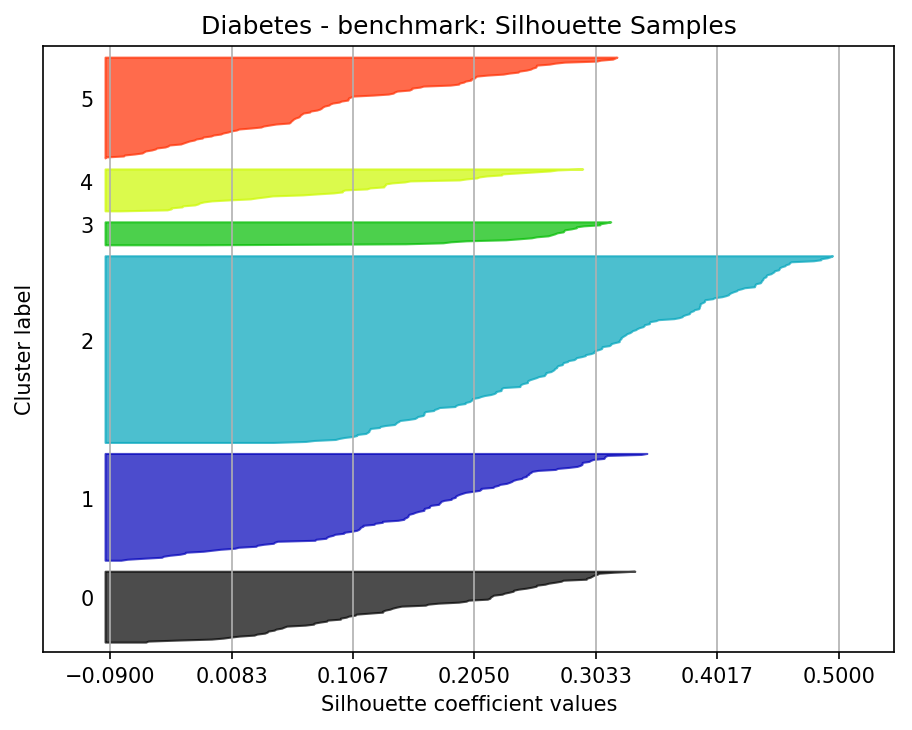 Diabetes - benchmark: Silhouette Samples
5
4
3
2
1
0
Cluster label
−0.0900 0.0083 0.1067 0.2050 0.3033 0.4017 0.5000
Silhouette coefficient values